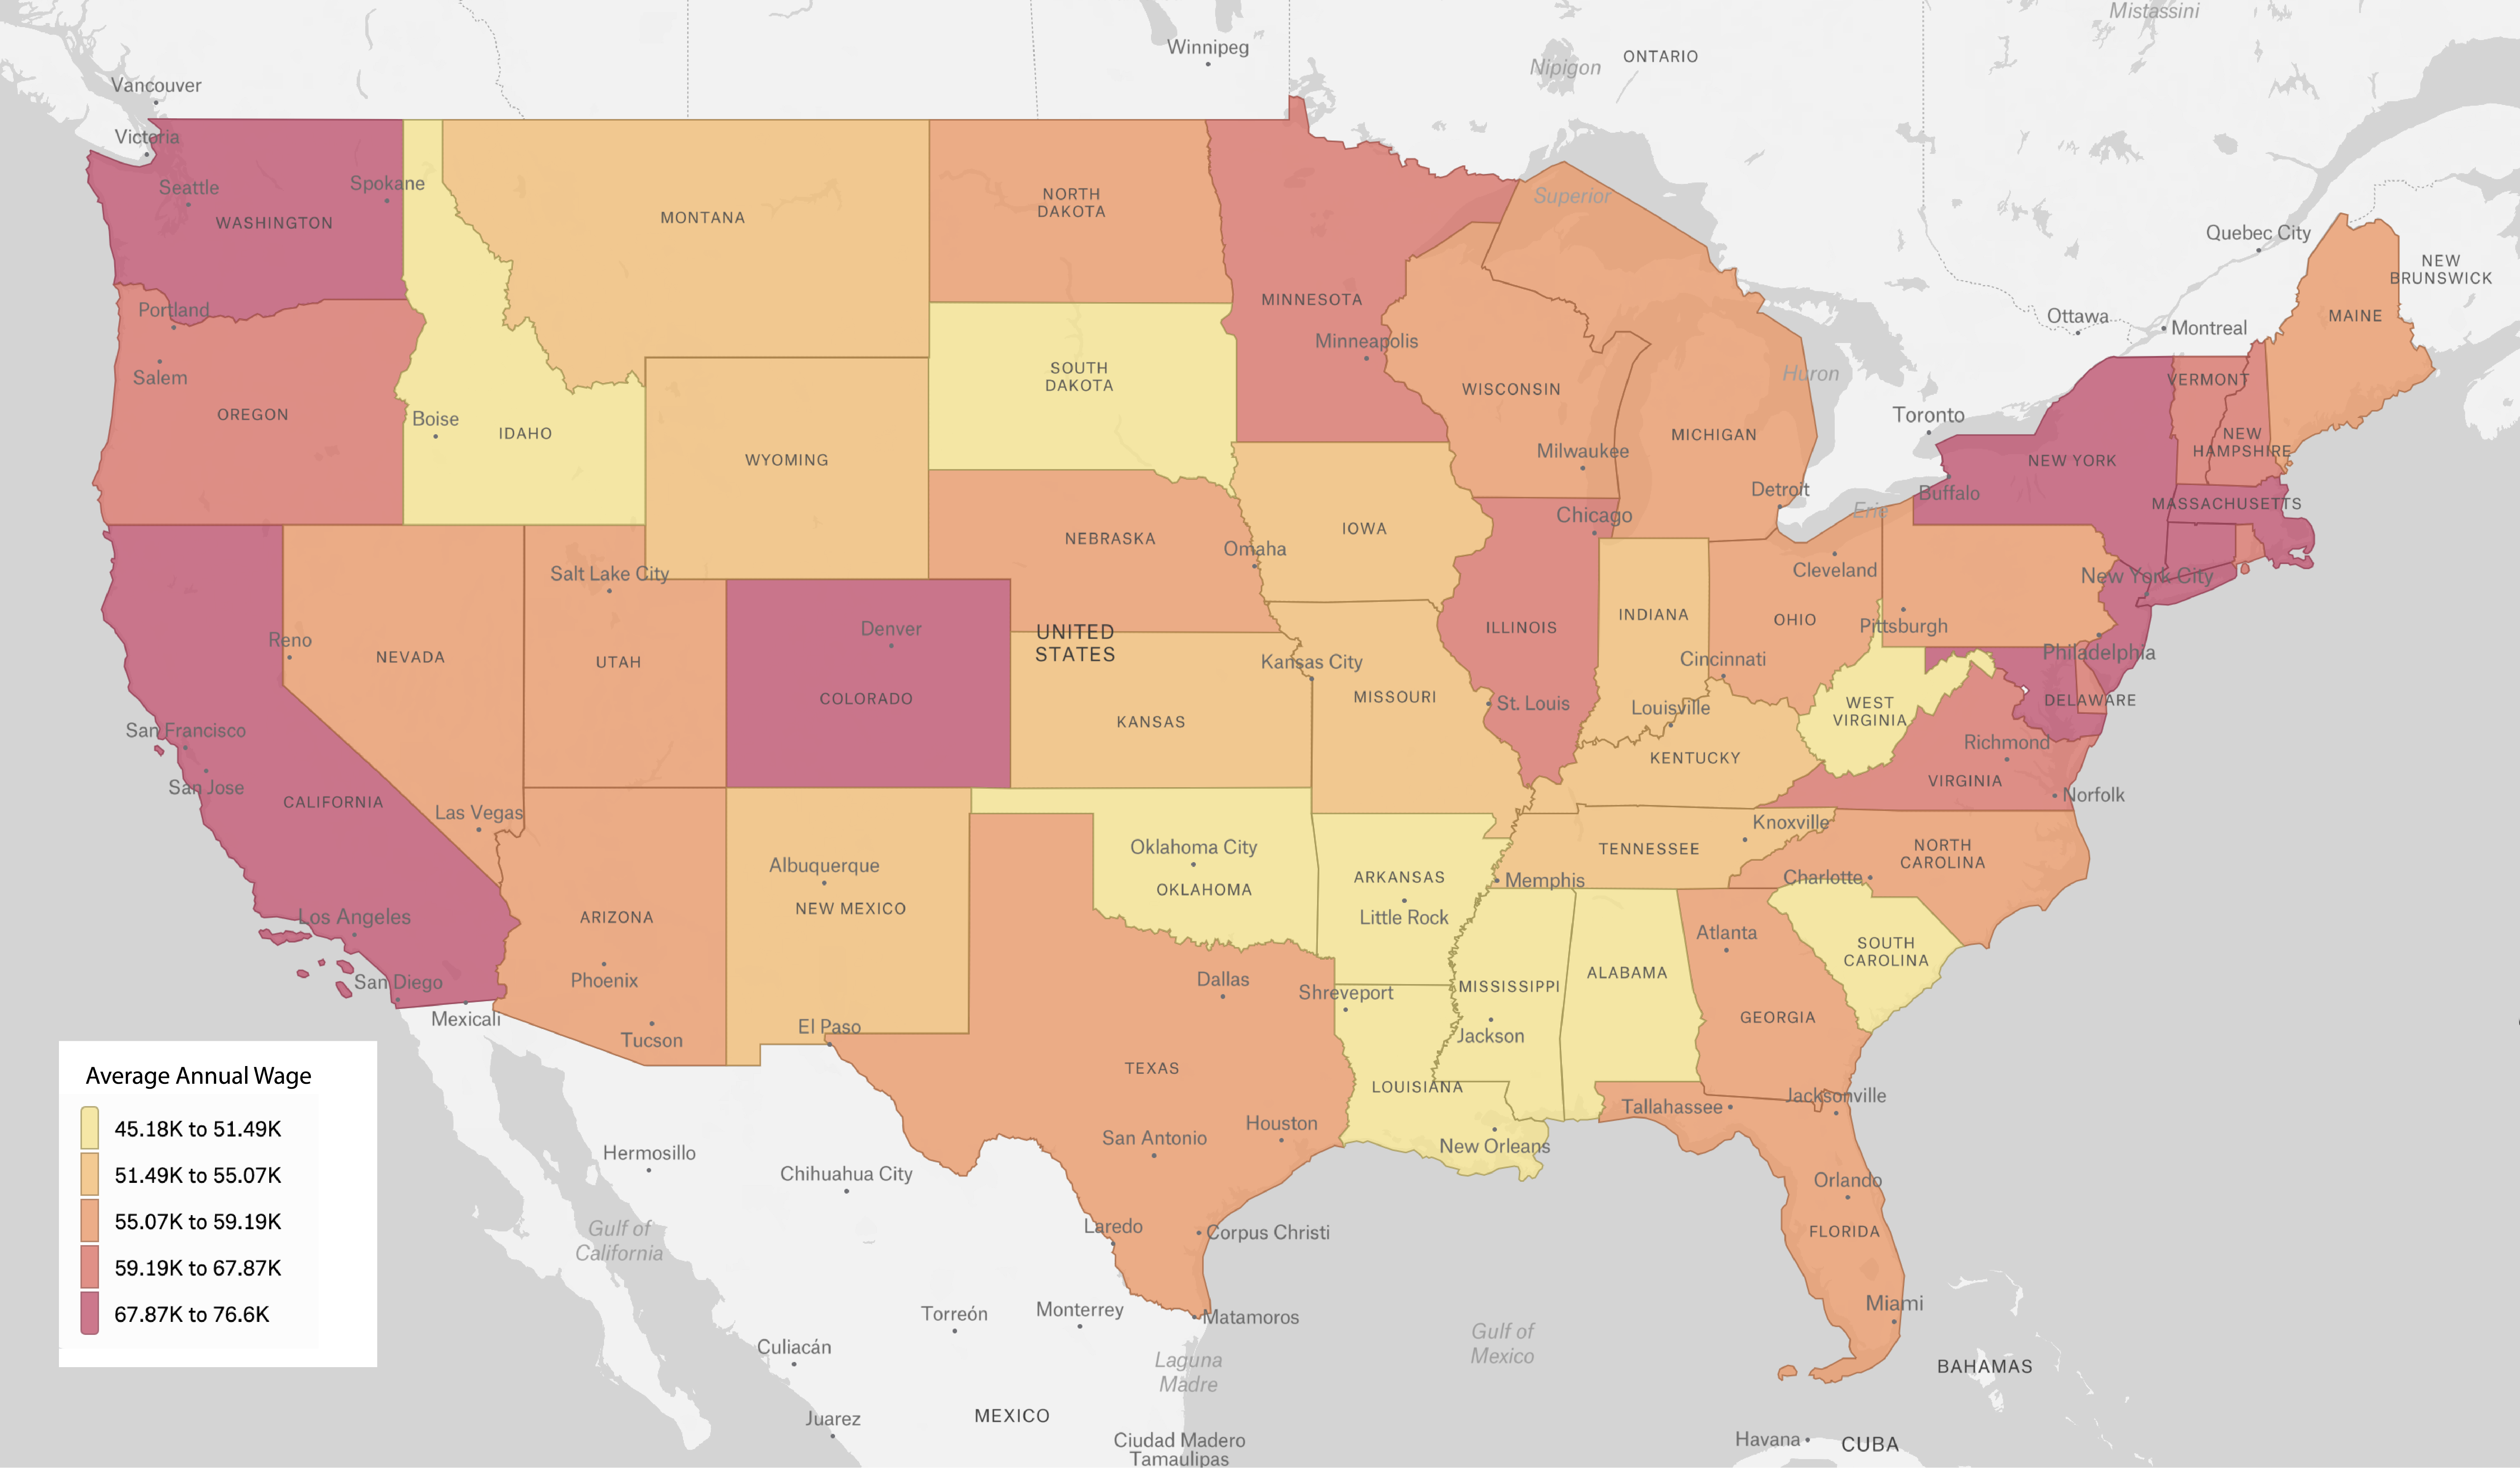 Mistassini
Winnipeg
Nipigon
ONTARIO
Vancouver
Victoria
Seattle
Spokane
WASHINGTON
MONTANA
NORTH
DAKOTA
Superior
Quebec City
NEW
BRUNSWICK
Portland
MINNESOTA
Minneapolis
Ottawa
Montreal
MAINE
Salem
OREGON
Boise
IDAHO
SOUTH
DAKOTA
WISCONSIN
Huron
VERMONT
Toronto
WYOMING
Milwaukee
MICHIGAN
NEW YORK
NEW
HAMPSHIRE
Detroit
Buffalo
MASSACHUSETTS
Erie
Chicago
IOWA
NEBRASKA
Omaha
Salt Lake City
Cleveland
New York City
Reno
NEVADA
UTAH
Denver
COLORADO
UNITED
STATES
Kansas City
ILLINOIS
INDIANA
OHIO
Pittsburgh
Philadelphia
Cincinnati
KANSAS
MISSOURI
St. Louis
Louisville
WEST
VIRGINIA
DELAWARE
San Francisco
San Jose
CALIFORNIA
Las Vegas
KENTUCKY
Richmond
VIRGINIA
Norfolk
Albuquerque
NEW MEXICO
Oklahoma City
OKLAHOMA
ARKANSAS
Little Rock
Memphis
TENNESSEE
Knoxville
Charlotte
NORTH
CAROLINA
Los Angeles
ARIZONA
Phoenix
San Diego
Mexicali
Tucson
El Paso
Dallas
Shreveport
MISSISSIPPI
Jackson
ALABAMA
Atlanta
GEORGIA
SOUTH
CAROLINA
TEXAS
LOUISIANA
Tallahassee
Jacksonville
San Antonio
Houston
New Orleans
Hermosillo
Chihuahua City
Orlando
FLORIDA
Gulf of
California
Laredo
Corpus Christi
Miami
Torreón
Monterrey
Matamoros
Culiacán
Laguna
Madre
Gulf of
Mexico
BAHAMAS
Juarez
MEXICO
Ciudad Madero
Tamaulipas
Havana
CUBA
Average Annual Wage
45.18K to 51.49K
51.49K to 55.07K
55.07K to 59.19K
59.19K to 67.87K
67.87K to 76.6K